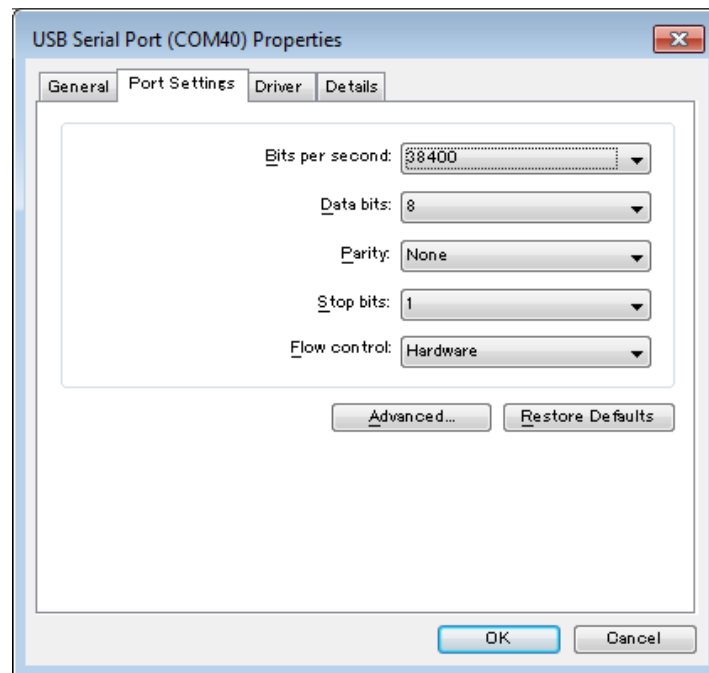 USB Serial Port (COM40) Properties
General Port Settings Driver Details
Bits per second: 38400
Data bits: 8
Parity: None
Stop bits: 1
Flow control: Hardware
Advanced... Restore Defaults
OK Cancel